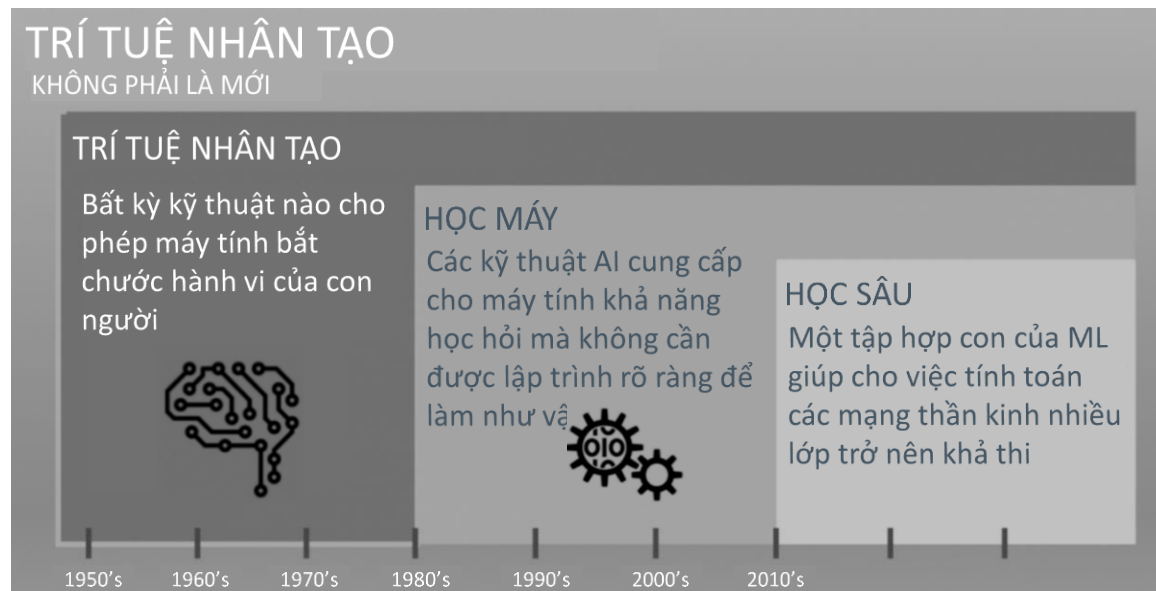 TRÍ TUỆ NHÂN TẠO
KHÔNG PHẢI LÀ MỚI
TRÍ TUỆ NHÂN TẠO
Bất kỳ kỹ thuật nào cho
phép máy tính bắt
chước hành vi của con
người
HỌC MÁY
Các kỹ thuật AI cung cấp
cho máy tính khả năng
học hỏi mà không cần
được lập trình rõ ràng để
làm như
HỌC SÂU
Một tập hợp con của ML
giúp cho việc tính toán
các mạng thần kinh nhiều
lớp trở nên khả thi
1950's 1960's 1970's 1980's 1990's 2000's 2010's